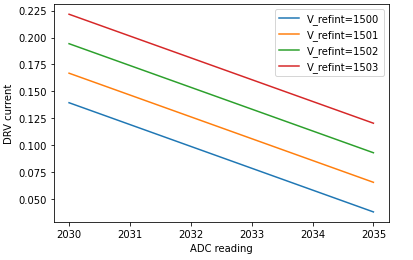 DRV current
0.225
0.200
0.175
0.150
0.125
0.100
0.075
0.050
V_refint=1500
V_refint=1501
V_refint=1502
V_refint=1503
2030 2031 2032 2033 2034 2035
ADC reading